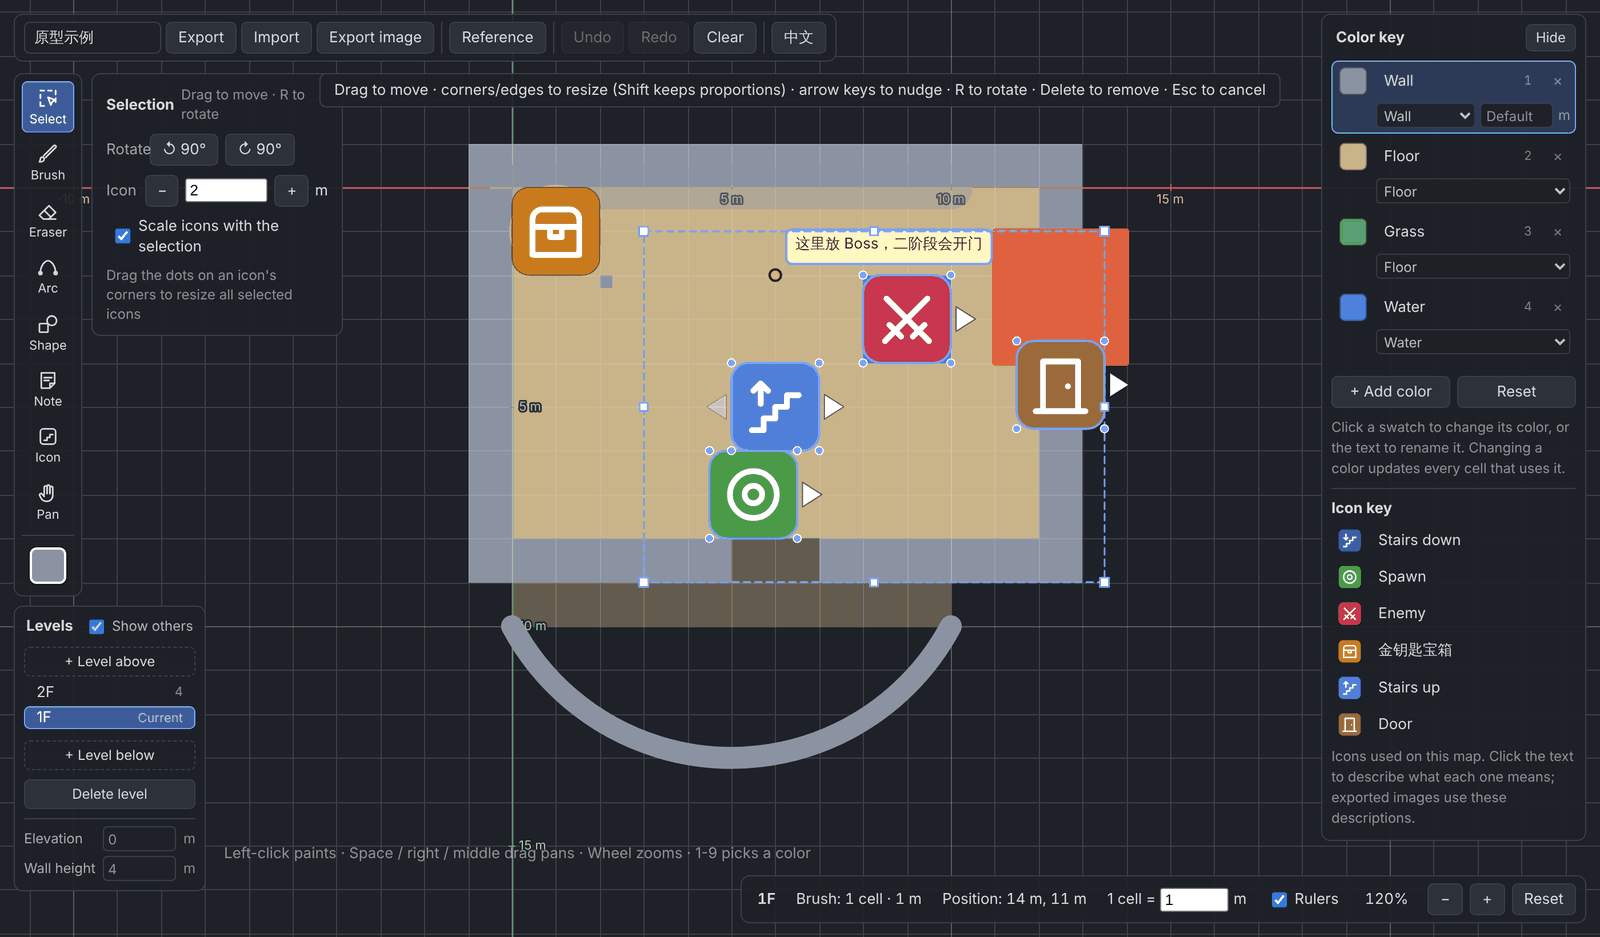 原型示例
Export
Import
Export image
Reference
Undo
Redo
Clear
中文
Select
Brush
Eraser
Arc
Shape
Note
Icon
Pan
Selection
Drag to move · R to
rotate
Rotate
90°
90°
Icon
−
2
+
m
Scale icons with the
selection
Drag the dots on an icon's
corners to resize all selected
icons
Drag to move · corners/edges to resize (Shift keeps proportions) · arrow keys to nudge · R to rotate · Delete to remove · Esc to cancel
5 m
10 m
15 m
这里放 Boss，二阶段会开门
5 m
0 m
15 m
Levels
Show others
+ Level above
2F
4
1F
Current
+ Level below
Delete level
Elevation
0
m
Wall height
4
m
Left-click paints · Space / right / middle drag pans · Wheel zooms · 1-9 picks a color
1F
Brush: 1 cell · 1 m
Position: 14 m, 11 m
1 cell =
1
m
Rulers
120%
−
+
Reset
Color key
Hide
Wall
1
×
Wall
Default
m
Floor
2
×
Floor
Grass
3
×
Floor
Water
4
×
Water
+ Add color
Reset
Click a swatch to change its color, or
the text to rename it. Changing a
color updates every cell that uses it.
Icon key
Stairs down
Spawn
Enemy
金钥匙宝箱
Stairs up
Door
Icons used on this map. Click the text
to describe what each one means;
exported images use these
descriptions.